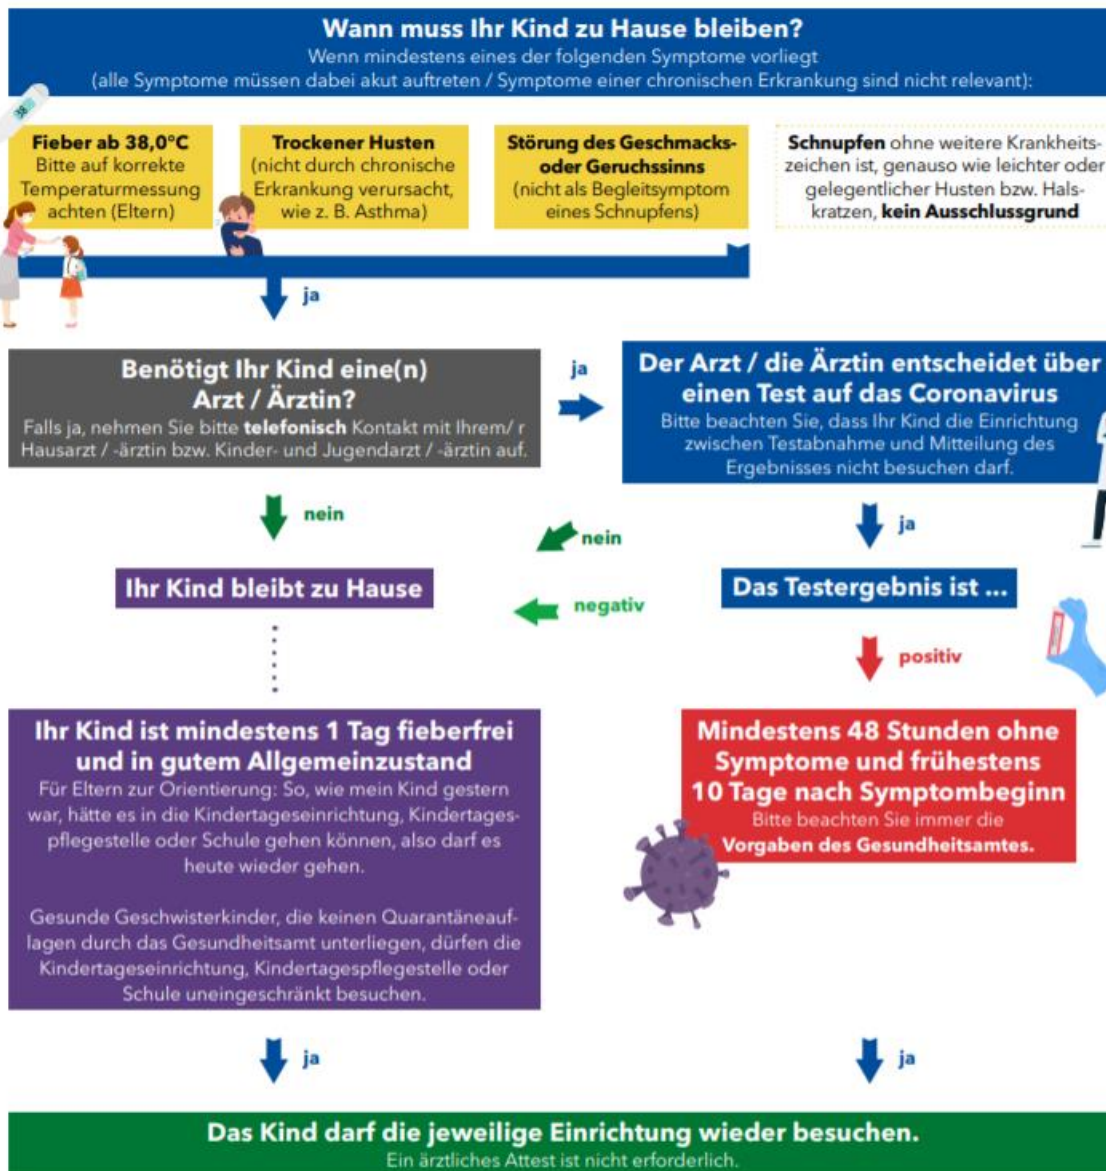 Wann muss Ihr Kind zu Hause bleiben?
Wenn mindestens eines der folgenden Symptome vorliegt
(alle Symptome müssen dabei akut auftreten / Symptome einer chronischen Erkrankung sind nicht relevant):
38
Fieber ab 38,0°C
Bitte auf korrekte
Temperaturmessung
achten (Eltern)
Trockener Husten
(nicht durch chronische
Erkrankung verursacht,
wie z. B. Asthma)
Störung des Geschmacks-
oder Geruchssinns
(nicht als Begleitsymptom
eines Schnupfens)
Schnupfen ohne weitere Krankheits-
zeichen ist, genauso wie leichter oder
gelegentlicher Husten bzw. Hals-
kratzen, kein Ausschlussgrund
ja
Benötigt Ihr Kind eine(n)
Arzt / Ärztin?
Falls ja, nehmen Sie bitte telefonisch Kontakt mit Ihrem/ r
Hausarzt / -ärztin bzw. Kinder- und Jugendarzt / -ärztin auf.
ja
Der Arzt / die Ärztin entscheidet über
einen Test auf das Coronavirus
Bitte beachten Sie, dass Ihr Kind die Einrichtung
zwischen Testabnahme und Mitteilung des
Ergebnisses nicht besuchen darf.
nein
nein
ja
Ihr Kind bleibt zu Hause
negativ
Das Testergebnis ist ...
positiv
Ihr Kind ist mindestens 1 Tag fieberfrei
und in gutem Allgemeinzustand
Für Eltern zur Orientierung: So, wie mein Kind gestern
war, hätte es in die Kindertageseinrichtung, Kindertages-
pflegestelle oder Schule gehen können, also darf es
heute wieder gehen.
Gesunde Geschwisterkinder, die keinen Quarantäneauf-
lagen durch das Gesundheitsamt unterliegen, dürfen die
Kindertageseinrichtung, Kindertagespflegestelle oder
Schule uneingeschränkt besuchen.
Mindestens 48 Stunden ohne
Symptome und frühestens
10 Tage nach Symptombeginn
Bitte beachten Sie immer die
Vorgaben des Gesundheitsamtes.
ja
ja
Das Kind darf die jeweilige Einrichtung wieder besuchen.
Ein ärztliches Attest ist nicht erforderlich.